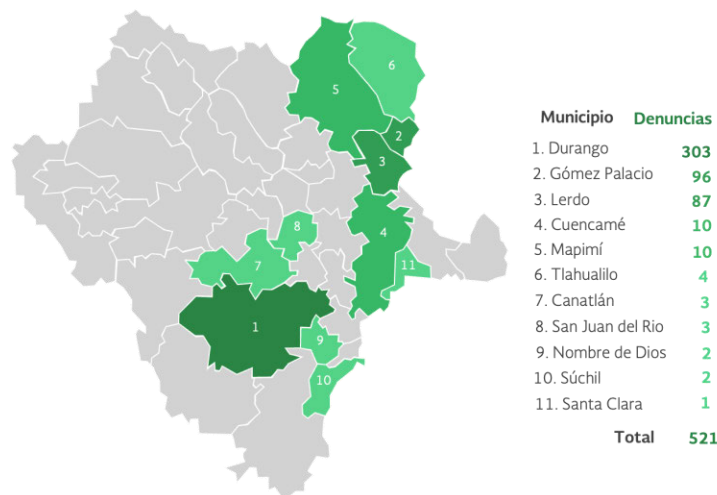 6
5
2
3
8
4
11
7
1
9
10
Municipio Denuncias
1. Durango 303
2. Gómez Palacio 96
3. Lerdo 87
4. Cuencamé 10
5. Mapimí 10
6. Tlahualilo 4
7. Canatlán 3
8. San Juan del Rio 3
9. Nombre de Dios 2
10. Súchil 2
11. Santa Clara 1
Total 521